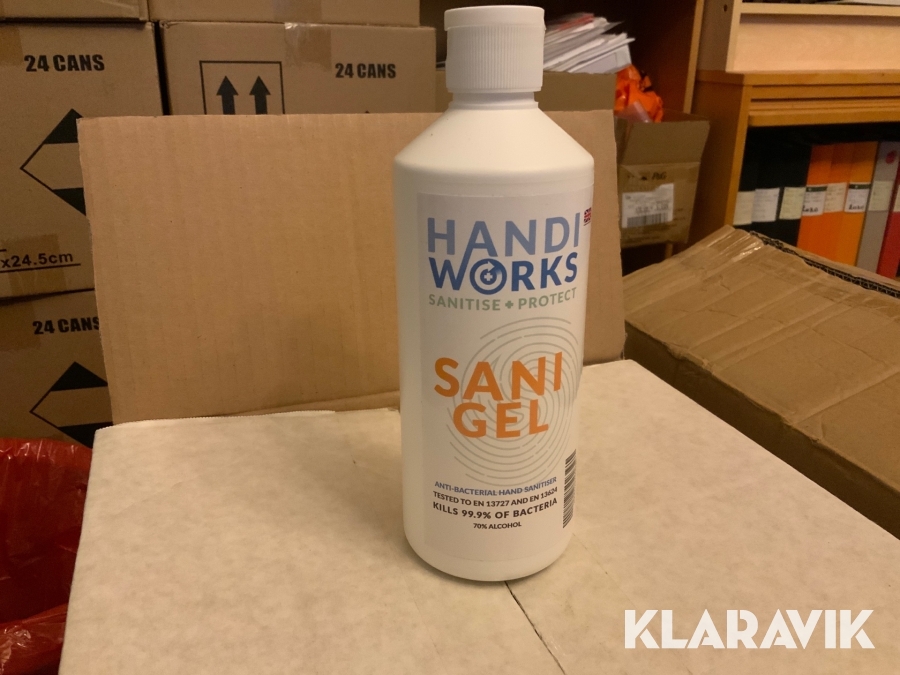 24 CANS
24 CANS
x24.5cm
24 CANS
HANDI
WORKS
SANITISE + PROTECT
SANI
GEL
ANTI-BACTERIAL HAND SANITISER
TESTED TO EN 13727 AND EN 13624
KILLS 99.9% OF BACTERIA
70% ALCOHOL
KLARAVIK